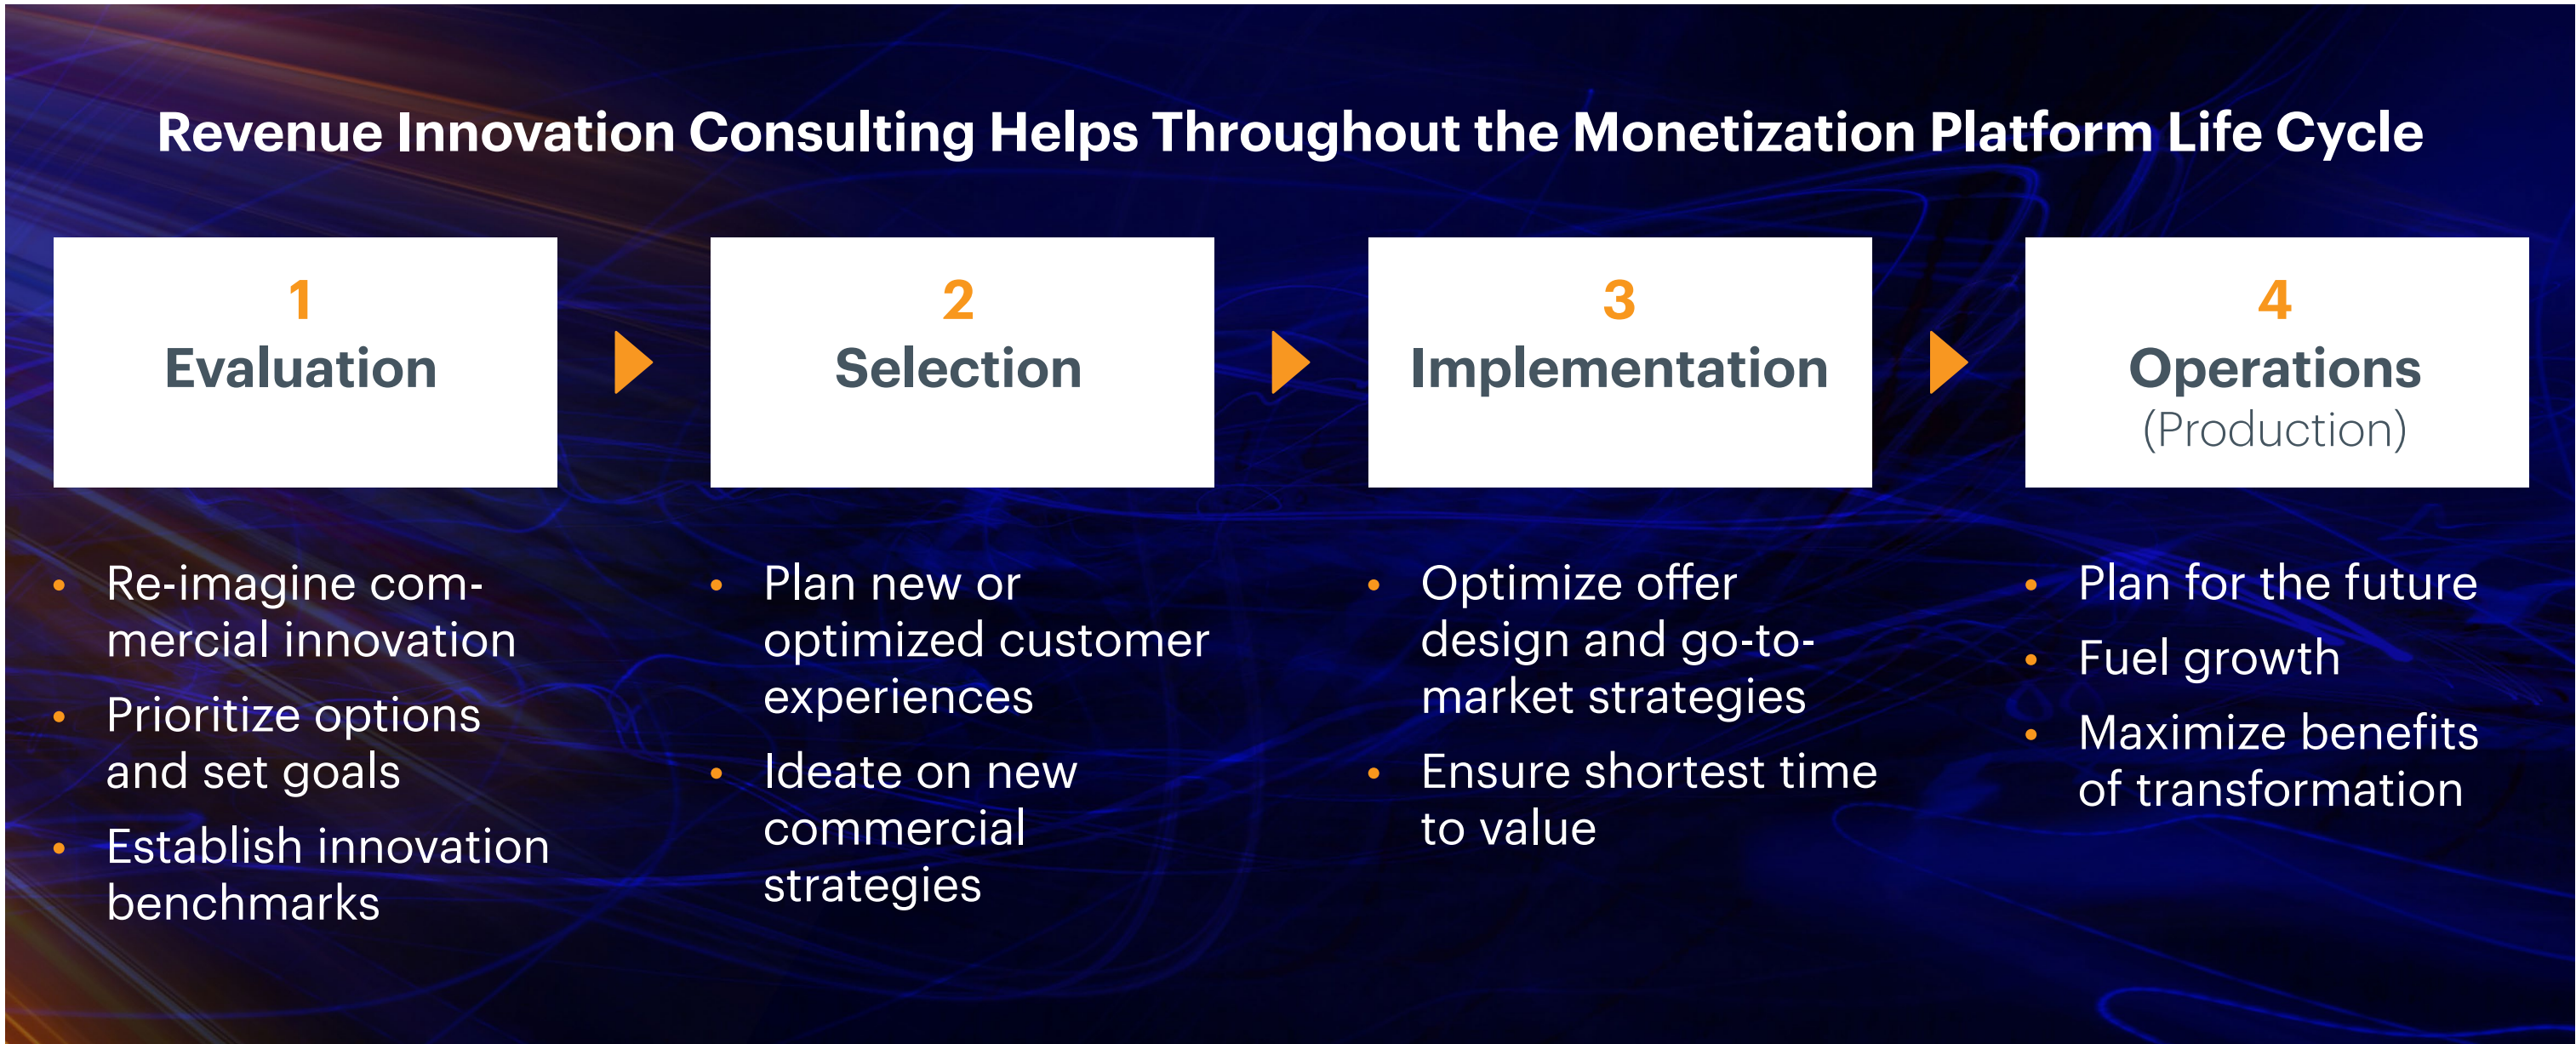 Revenue Innovation Consulting Helps Throughout the Monetization Platform Life Cycle
1
Evaluation
• Re-imagine com-
mercial innovation
• Prioritize options
and set goals
• Establish innovation
benchmarks
2
Selection
• Plan new or
optimized customer
experiences
• Ideate on new
commercial
strategies
3
Implementation
• Optimize offer
design and go-to-
market strategies
• Ensure shortest time
to value
4
Operations
(Production)
• Plan for the future
• Fuel growth
• Maximize benefits
of transformation